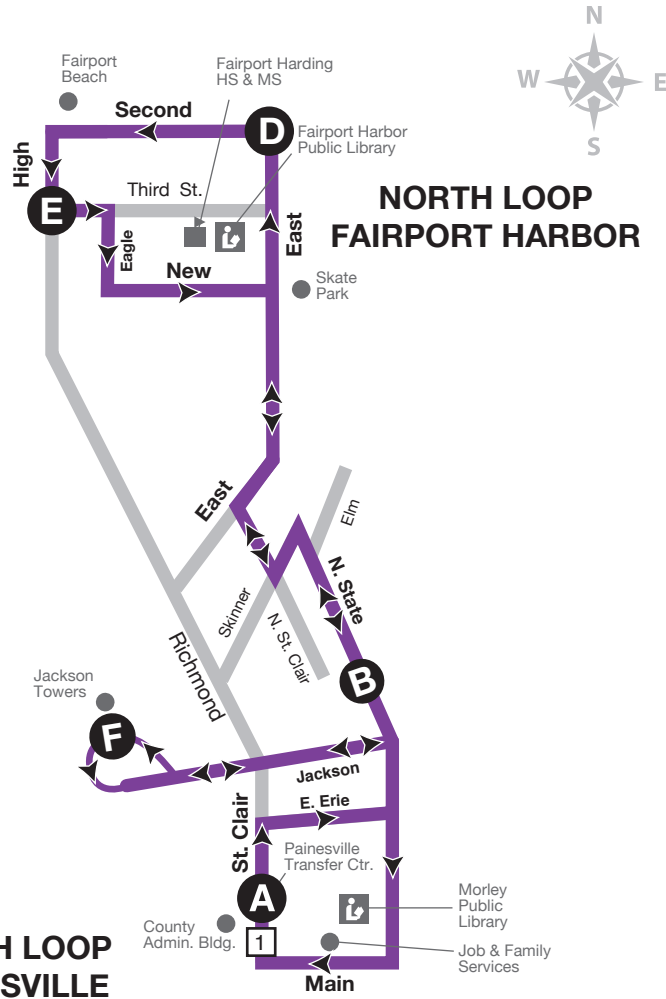 N
W E
S
Fairport
Beach
Fairport Harding
HS & MS
Second
D
Fairport Harbor
Public Library
High
E
Third St.
NORTH LOOP
FAIRPORT HARBOR
Eagle
East
New
Skate
Park
East
Elm
Skinner
N. State
N. St. Clair
Richmond
B
Jackson
Towers
F
Jackson
E. Erie
St. Clair
Painesville
Transfer Ctr.
A
Morley
Public
Library
County
Admin. Bldg.
1
Job & Family
Services
H LOOP
SVILLE
Main